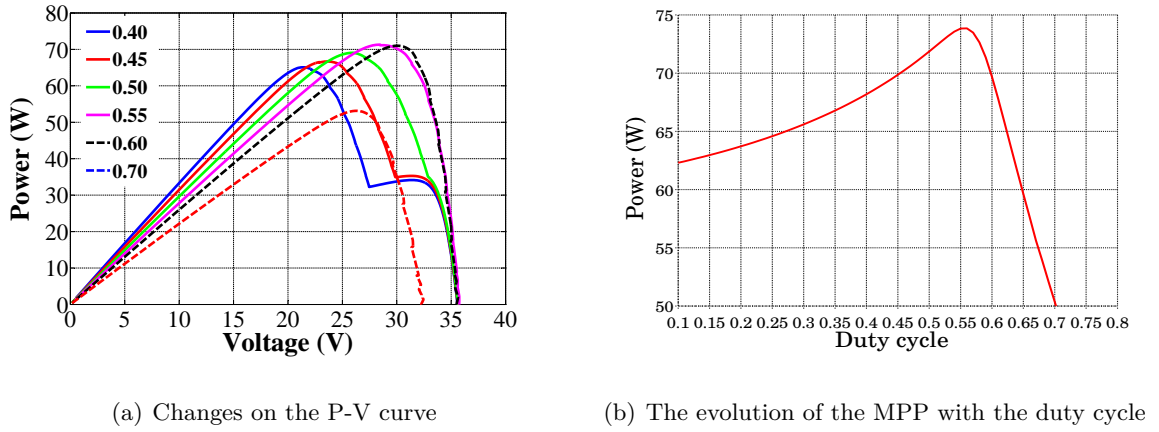 80
70
60
50
40
30
20
10
0
0 5 10 15 20 25 30 35 40
Power (W)
Voltage (V)
0.40
0.45
0.50
0.55
0.60
0.70
(a) Changes on the P-V curve
75
70
65
60
55
50
0.1 0.15 0.2 0.25 0.3 0.35 0.4 0.45 0.5 0.55 0.6 0.65 0.7 0.75 0.8
Power (W)
Duty cycle
(b) The evolution of the MPP with the duty cycle